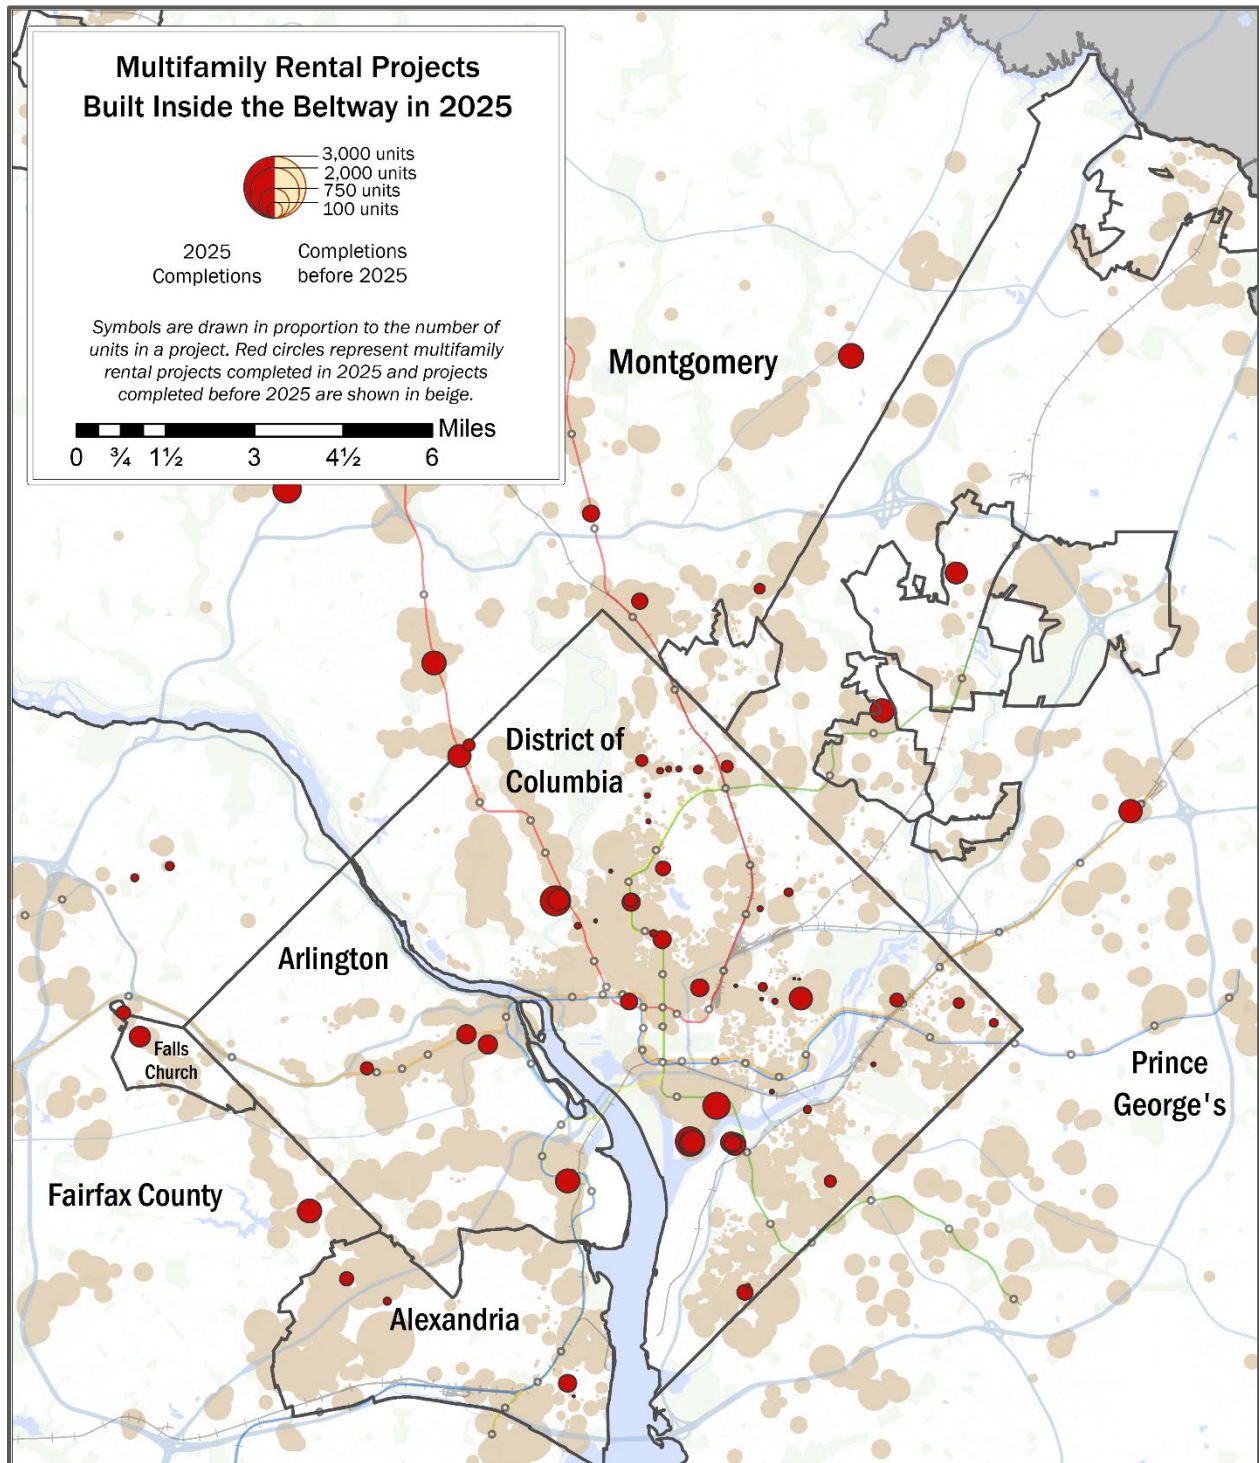 Multifamily Rental Projects
Built Inside the Beltway in 2025
3,000 units
2,000 units
750 units
100 units
2025
Completions
Completions
before 2025
Symbols are drawn in proportion to the number of
units in a project. Red circles represent multifamily
rental projects completed in 2025 and projects
completed before 2025 are shown in beige.
Miles
0 ¾ 1½ 3 4½ 6
Montgomery
District of
Columbia
Arlington
Falls
Church
Prince
George's
Fairfax County
Alexandria